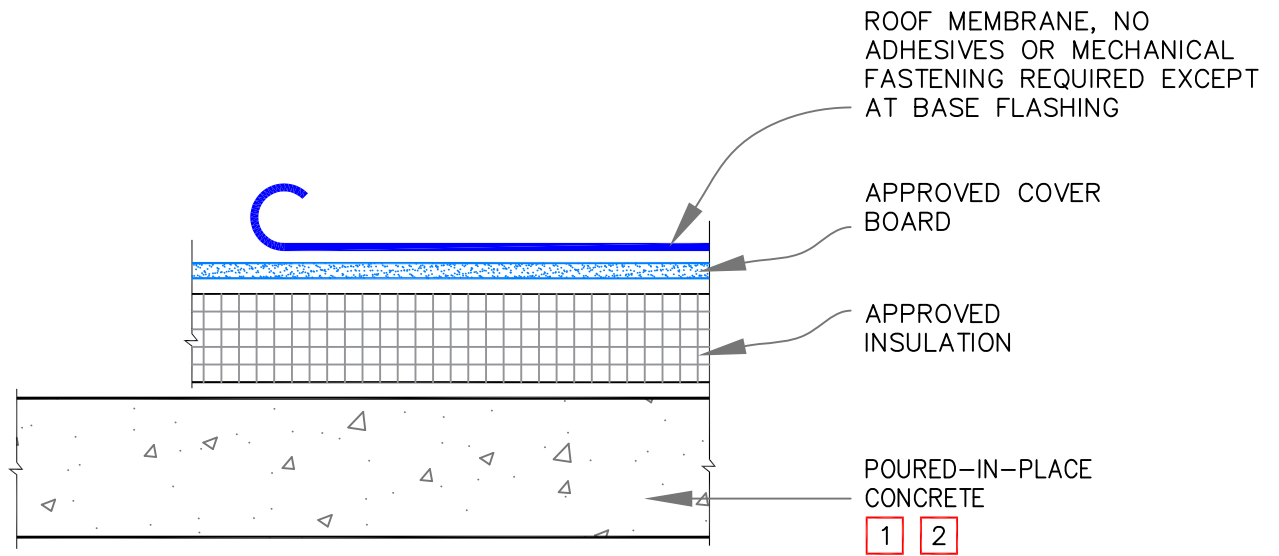 ROOF MEMBRANE, NO
ADHESIVES OR MECHANICAL
FASTENING REQUIRED EXCEPT
AT BASE FLASHING
APPROVED COVER
BOARD
APPROVED
INSULATION
POURED-IN-PLACE
CONCRETE
1 2